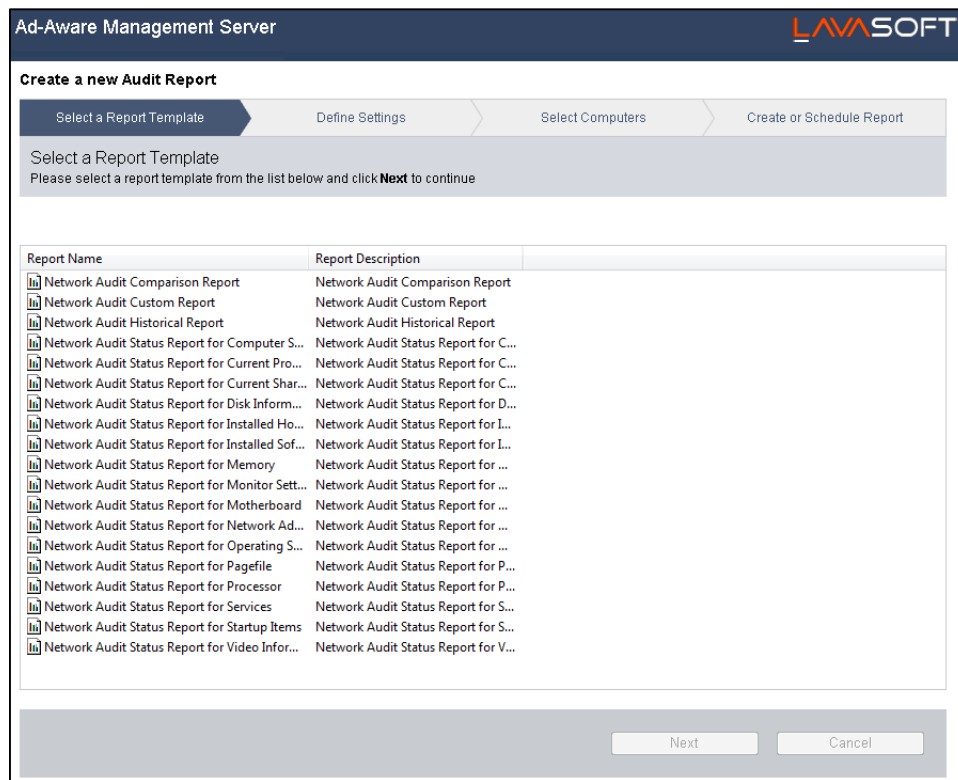 Ad-Aware Management Server
LAVASOFT
Create a new Audit Report
Select a Report Template
Define Settings
Select Computers
Create or Schedule Report
Select a Report Template
Please select a report template from the list below and click Next to continue
Report Name Report Description
Network Audit Comparison Report Network Audit Comparison Report
Network Audit Custom Report Network Audit Custom Report
Network Audit Historical Report Network Audit Historical Report
Network Audit Status Report for Computer S... Network Audit Status Report for C...
Network Audit Status Report for Current Pro... Network Audit Status Report for C...
Network Audit Status Report for Current Shar... Network Audit Status Report for C...
Network Audit Status Report for Disk Inform... Network Audit Status Report for D...
Network Audit Status Report for Installed Ho... Network Audit Status Report for I...
Network Audit Status Report for Installed Sof... Network Audit Status Report for I...
Network Audit Status Report for Memory Network Audit Status Report for ...
Network Audit Status Report for Monitor Sett... Network Audit Status Report for ...
Network Audit Status Report for Motherboard Network Audit Status Report for ...
Network Audit Status Report for Network Ad... Network Audit Status Report for ...
Network Audit Status Report for Operating S... Network Audit Status Report for ...
Network Audit Status Report for Pagefile Network Audit Status Report for P...
Network Audit Status Report for Processor Network Audit Status Report for P...
Network Audit Status Report for Services Network Audit Status Report for S...
Network Audit Status Report for Startup Items Network Audit Status Report for S...
Network Audit Status Report for Video Infor... Network Audit Status Report for V...
Next
Cancel